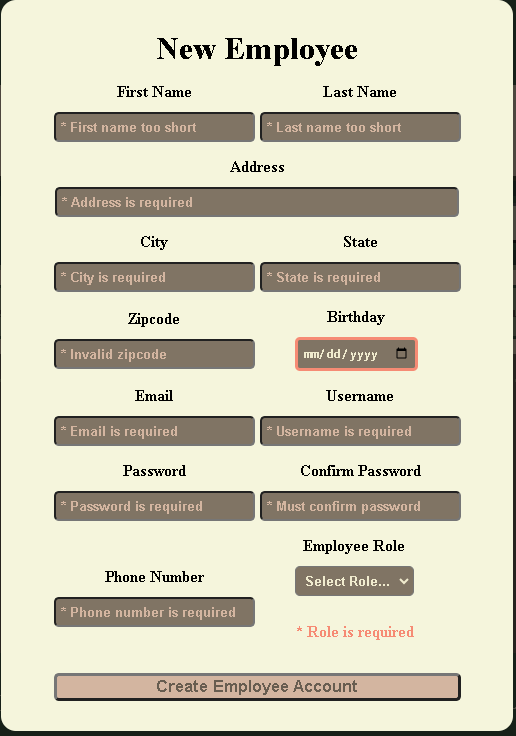 New Employee
First Name Last Name
* First name too short * Last name too short
Address
* Address is required
City State
* City is required * State is required
Zipcode Birthday
* Invalid zipcode mm/dd/yyyy
Email Username
* Email is required * Username is required
Password Confirm Password
* Password is required * Must confirm password
Employee Role
Phone Number Select Role...
* Phone number is required
* Role is required
Create Employee Account